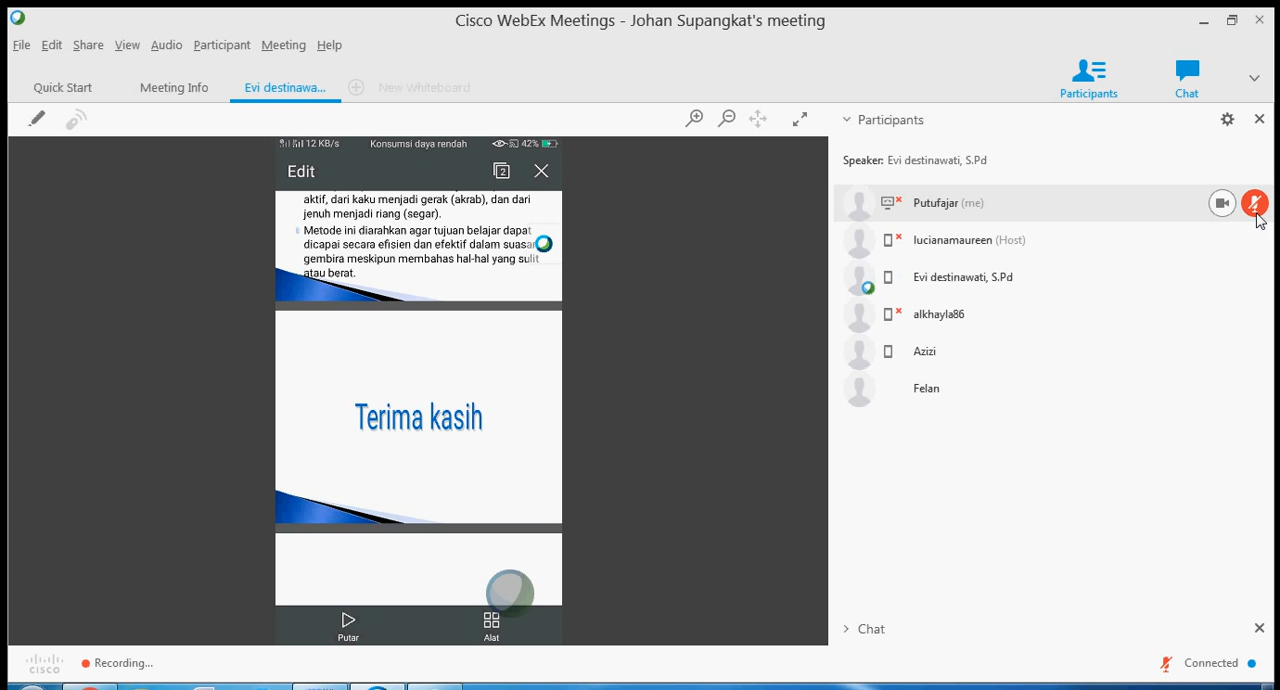 Cisco WebEx Meetings - Johan Supangkat's meeting
File Edit Share View Audio Participant Meeting Help
Quick Start Meeting Info Evi destinawa... New Whiteboard
Participants Chat
Participants
Speaker: Evi destinawati, S.Pd
Putufajar (me)
lucianamaureen (Host)
Evi destinawati, S.Pd
alkhayla86
Azizi
Felan
Chat
12 KB/s Konsumsi daya rendah 42%
Edit 2
aktif, dari kaku menjadi gerak (akrab), dan dari
jenuh menjadi riang (segar).
Metode ini diarahkan agar tujuan belajar dapat
dicapai secara efisien dan efektif dalam suasa
gembira meskipun membahas hal-hal yang sulit
atau berat.
Terima kasih
Putar Alat
CISCO Recording... Connected